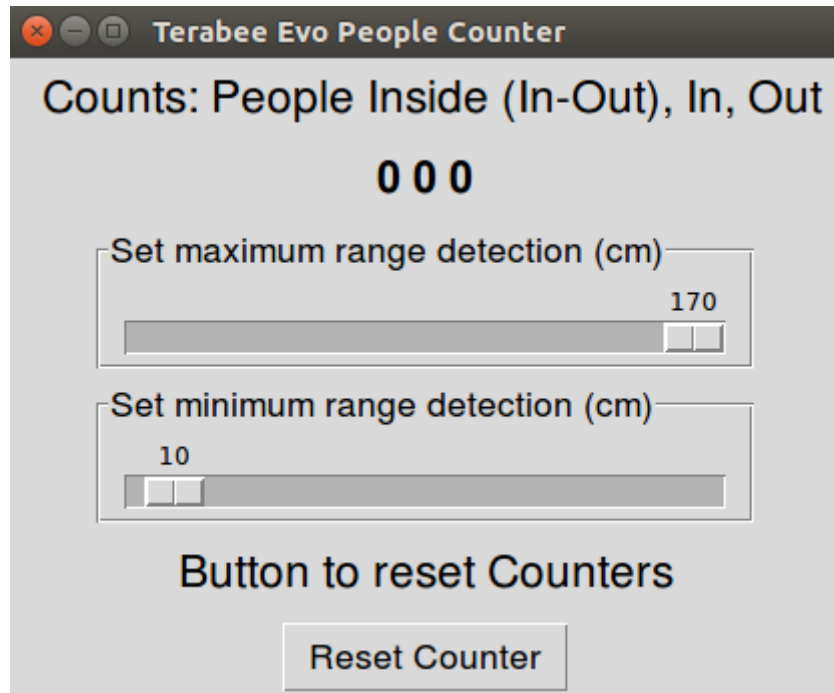 Terabee Evo People Counter
Counts: People Inside (In-Out), In, Out
0 0 0
Set maximum range detection (cm)
170
Set minimum range detection (cm)
10
Button to reset Counters
Reset Counter